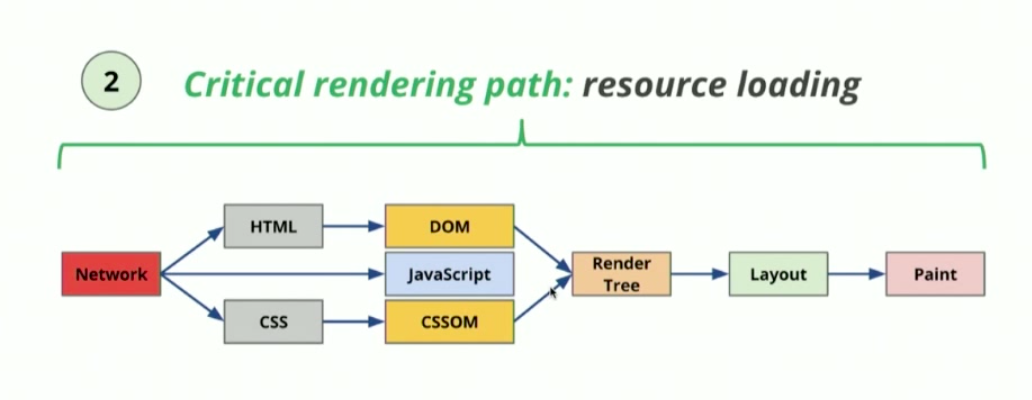 2
Critical rendering path: resource loading
HTML
DOM
Network
JavaScript
Render
Tree
Layout
Paint
CSS
CSSOM